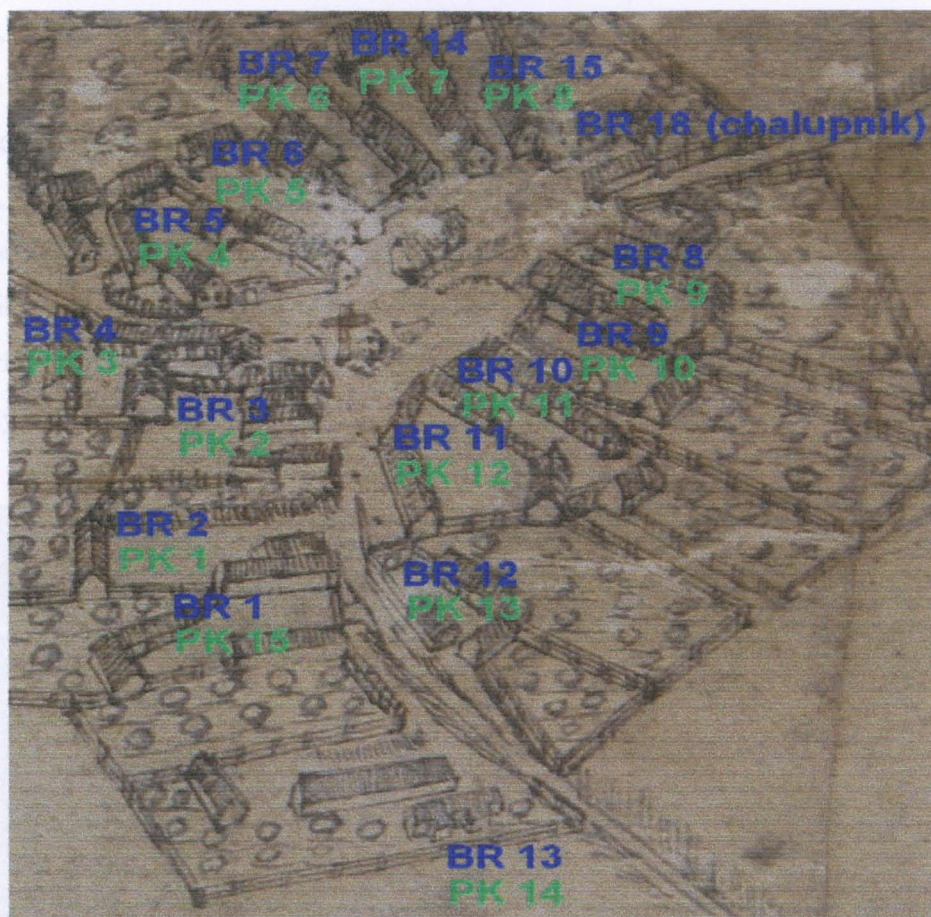 BR 7
PK 6
BR 14
PK 7
BR 15
PK 8
BR 18 (chalupnik)
BR 6
PK 5
BR 5
PK 4
BR 8
PK 9
BR 4
PK 3
BR 9
PK 10
BR 10
PK 11
BR 3
PK 2
BR 11
PK 12
BR 2
PK 1
BR 12
PK 13
BR 1
PK 15
BR 13
PK 14